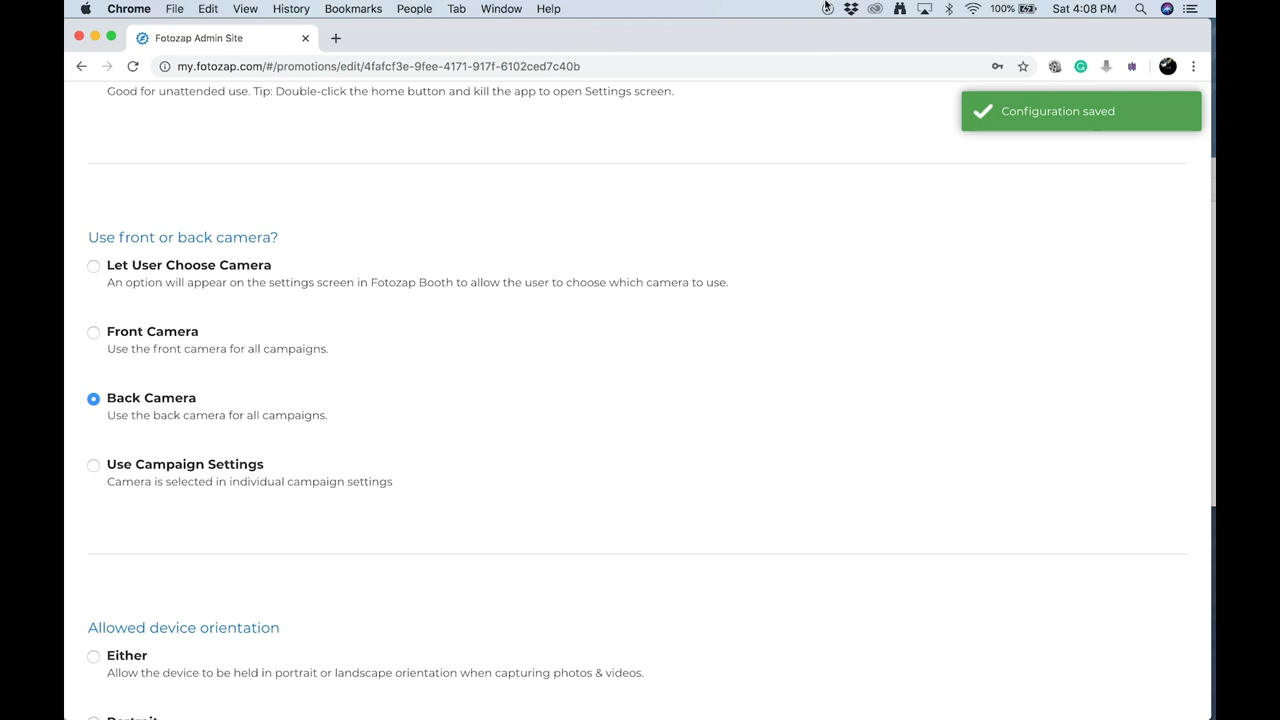 Chrome File Edit View History Bookmarks People Tab Window Help 100% Sat 4:08 PM
Fotozap Admin Site
my.fotozap.com/#/promotions/edit/4fafcf3e-9fee-4171-917f-6102ced7c40b
Good for unattended use. Tip: Double-click the home button and kill the app to open Settings screen.
Configuration saved
Use front or back camera?
Let User Choose Camera
An option will appear on the settings screen in Fotozap Booth to allow the user to choose which camera to use.
Front Camera
Use the front camera for all campaigns.
Back Camera
Use the back camera for all campaigns.
Use Campaign Settings
Camera is selected in individual campaign settings
Allowed device orientation
Either
Allow the device to be held in portrait or landscape orientation when capturing photos & videos.
Portrait